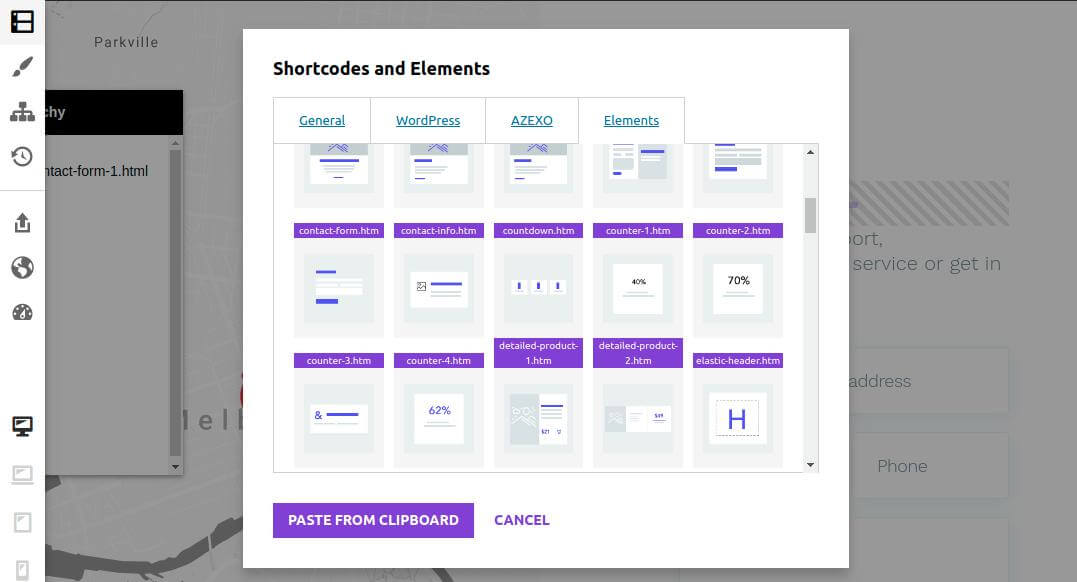 Parkville
chy
ntact-form-1.html
Melb
Shortcodes and Elements
General
WordPress
AZEXO
Elements
contact-form.htm
contact-info.htm
countdown.htm
counter-1.htm
counter-2.htm
40%
70%
counter-3.htm
counter-4.htm
detailed-product-
1.htm
detailed-product-
2.htm
elastic-header.htm
&
62%
$21
$49
H
PASTE FROM CLIPBOARD
CANCEL
ort,
service or get in
address
Phone